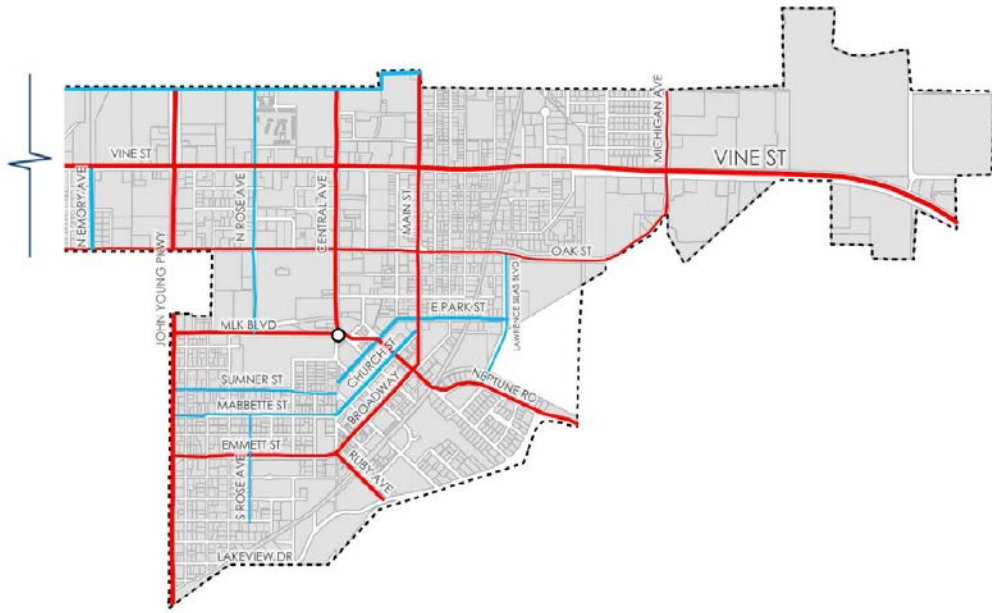 VINE ST
MICHIGAN AVE
VINE ST
N EMORY AVE
N ROSE AVE
CENTRAL AVE
MAIN ST
JOHN YOUNG PKWY
OAK ST
LAWRENCE SILAS BLVD
E PARK ST
MLK BLVD
CHURCH ST
SUMNER ST
NEPTUNE RD
MABBETTE ST
BROADWAY
EMMETT ST
RUBY AVE
S ROSE AVE
LAKEVIEW DR